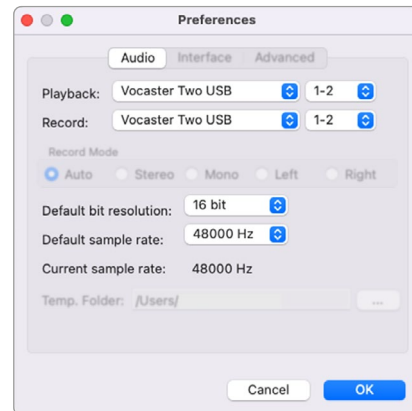 Preferences
Audio Interface Advanced
Playback: Vocaster Two USB 1-2
Record: Vocaster Two USB 1-2
Record Mode
Auto Stereo Mono Left Right
Default bit resolution: 16 bit
Default sample rate: 48000 Hz
Current sample rate: 48000 Hz
Temp. Folder: /Users/ ...
Cancel OK